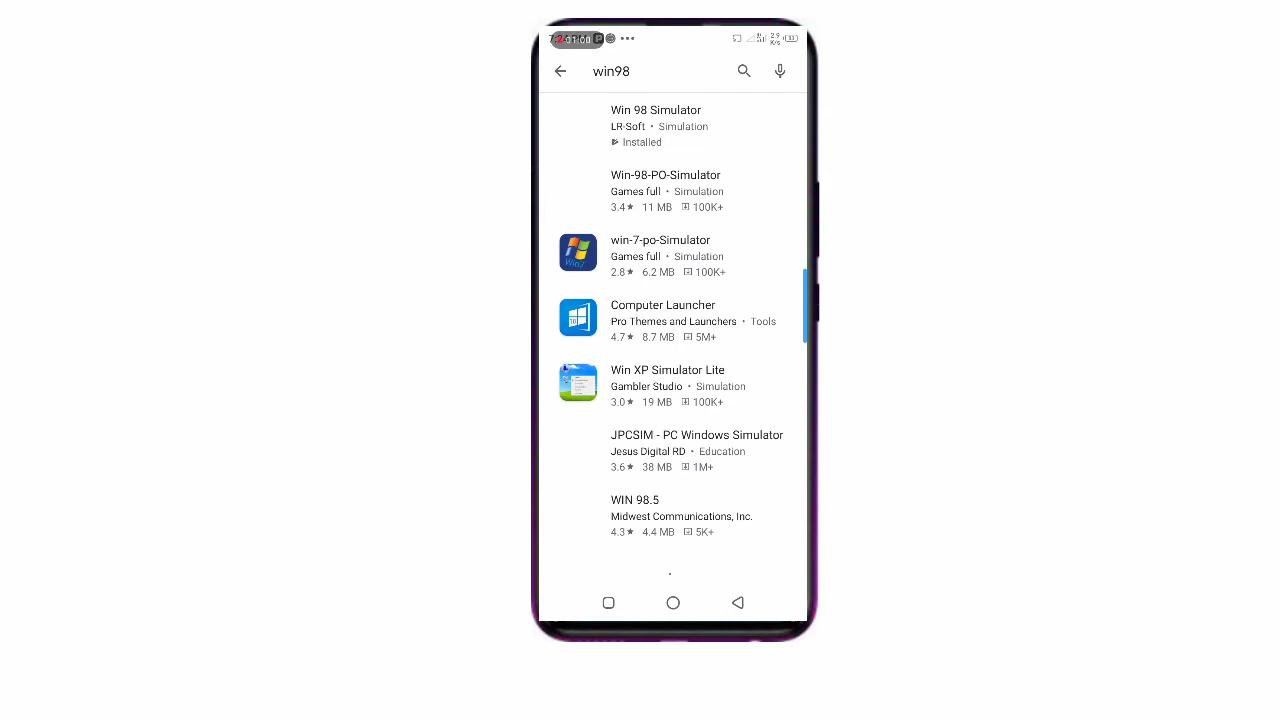 01:00
2.9
K/s
win98
Win 98 Simulator
LR-Soft • Simulation
Installed
Win-98-PO-Simulator
Games full • Simulation
3.4★ 11 MB 100K+
win-7-po-Simulator
Games full • Simulation
2.8★ 6.2 MB 100K+
Computer Launcher
Pro Themes and Launchers • Tools
4.7★ 8.7 MB 5M+
Win XP Simulator Lite
Gambler Studio • Simulation
3.0★ 19 MB 100K+
JPCSIM - PC Windows Simulator
Jesus Digital RD • Education
3.6★ 38 MB 1M+
WIN 98.5
Midwest Communications, Inc.
4.3★ 4.4 MB 5K+